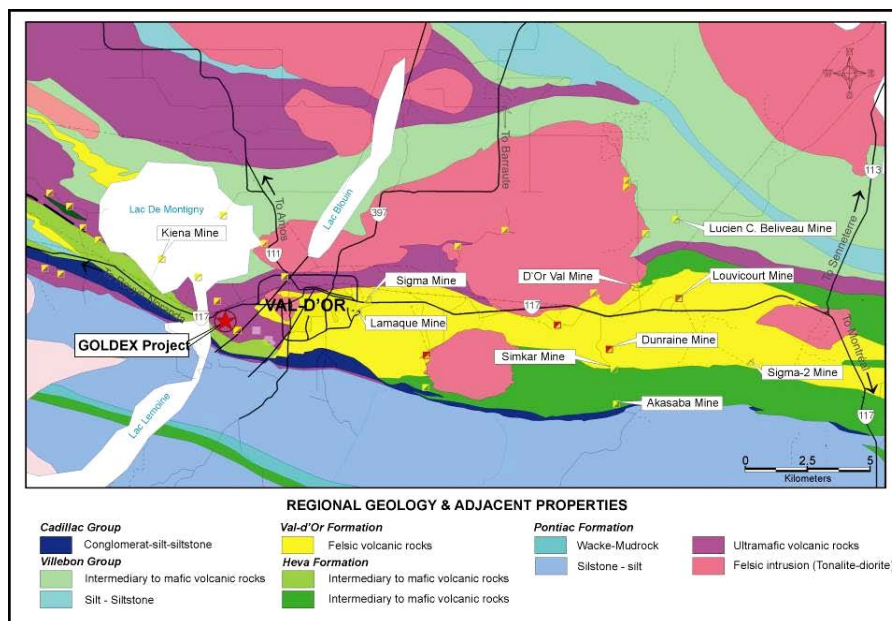 N
W
E
S
To Barraute
113
Lac De Montigny
Kiena Mine
To Amos
Lac Blouin
397
111
Lucien C. Beliveau Mine
To Senneterre
D'Or Val Mine
Louvicourt Mine
Sigma Mine
117
VAL-D'OR
117
Lamaque Mine
GOLDEX Project
Dunraine Mine
Simkar Mine
To Montréal
Sigma-2 Mine
Lac Lemoine
Akasaba Mine
117
0 2.5 5
Kilometers
REGIONAL GEOLOGY & ADJACENT PROPERTIES
Cadillac Group
Conglomerat-silt-siltstone
Villebon Group
Intermediary to mafic volcanic rocks
Silt - Siltstone
Val-d'Or Formation
Felsic volcanic rocks
Heva Formation
Intermediary to mafic volcanic rocks
Intermediary to mafic volcanic rocks
Pontiac Formation
Wacke-Mudrock
Silstone - silt
Ultramafic volcanic rocks
Felsic intrusion (Tonalite-diorite)